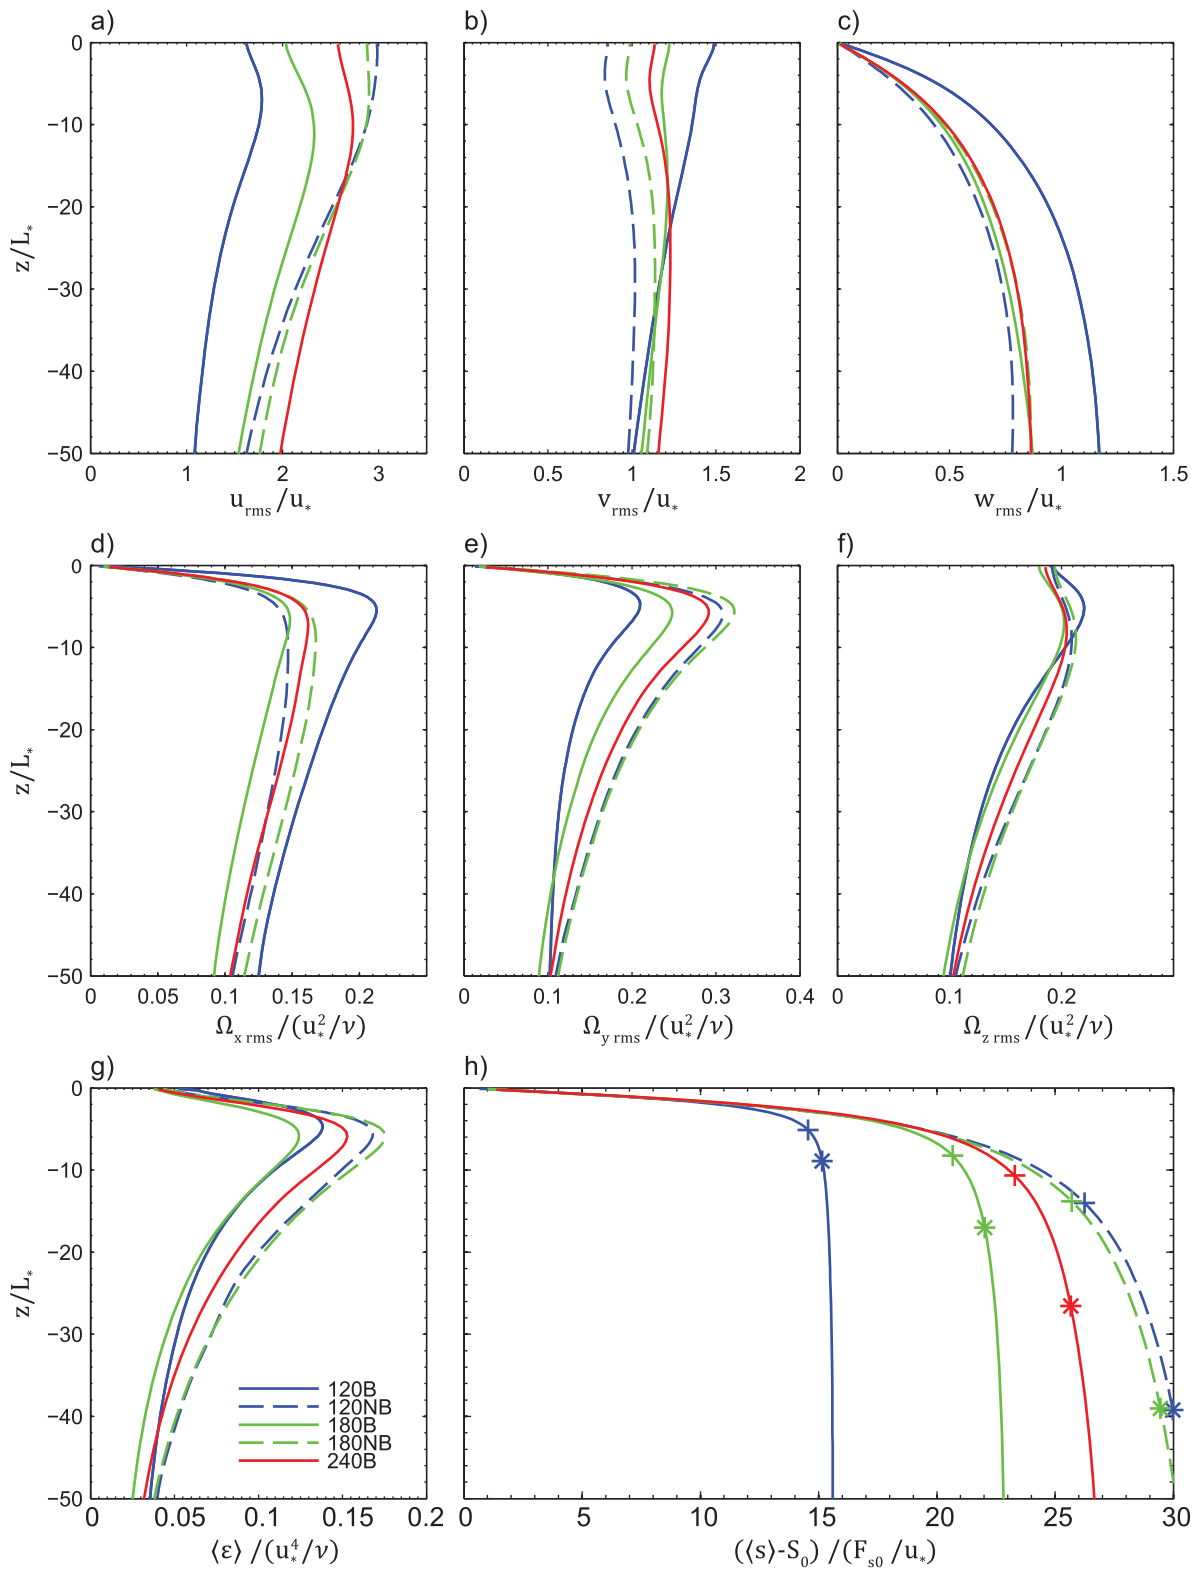 a)
b)
c)
0
−10
−20
−30
−40
−50
z/L*
0 1 2 3
u_rms/u*
0 0.5 1 1.5 2
v_rms/u*
0 0.5 1 1.5
w_rms/u*
d)
e)
f)
0
−10
−20
−30
−40
−50
z/L*
0 0.05 0.1 0.15 0.2
Ω_x rms/(u*²/ν)
0 0.1 0.2 0.3 0.4
Ω_y rms/(u*²/ν)
0 0.1 0.2
Ω_z rms/(u*²/ν)
g)
h)
0
−10
−20
−30
−40
−50
z/L*
120B
120NB
180B
180NB
240B
0 0.05 0.1 0.15 0.2
⟨ε⟩/(u*⁴/ν)
0 5 10 15 20 25 30
(⟨s⟩-S₀)/(F_s0/u*)